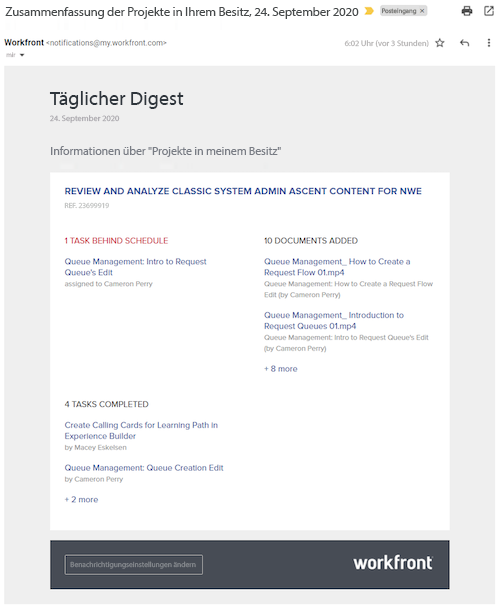 Zusammenfassung der Projekte in Ihrem Besitz, 24. September 2020 Posteingang ×
Workfront <notifications@my.workfront.com> 6:02 Uhr (vor 3 Stunden)
mir
Täglicher Digest
24. September 2020
Informationen über "Projekte in meinem Besitz"
REVIEW AND ANALYZE CLASSIC SYSTEM ADMIN ASCENT CONTENT FOR NWE
REF. 23699919
1 TASK BEHIND SCHEDULE
Queue Management: Intro to Request
Queue's Edit
assigned to Cameron Perry
10 DOCUMENTS ADDED
Queue Management_ How to Create a
Request Flow 01.mp4
Queue Management: How to Create a Request Flow
Edit (by Cameron Perry)
Queue Management_ Introduction to
Request Queues 01.mp4
Queue Management: Intro to Request Queue's Edit
(by Cameron Perry)
+ 8 more
4 TASKS COMPLETED
Create Calling Cards for Learning Path in
Experience Builder
by Macey Eskelsen
Queue Management: Queue Creation Edit
by Cameron Perry
+ 2 more
Benachrichtigungseinstellungen ändern
workfront